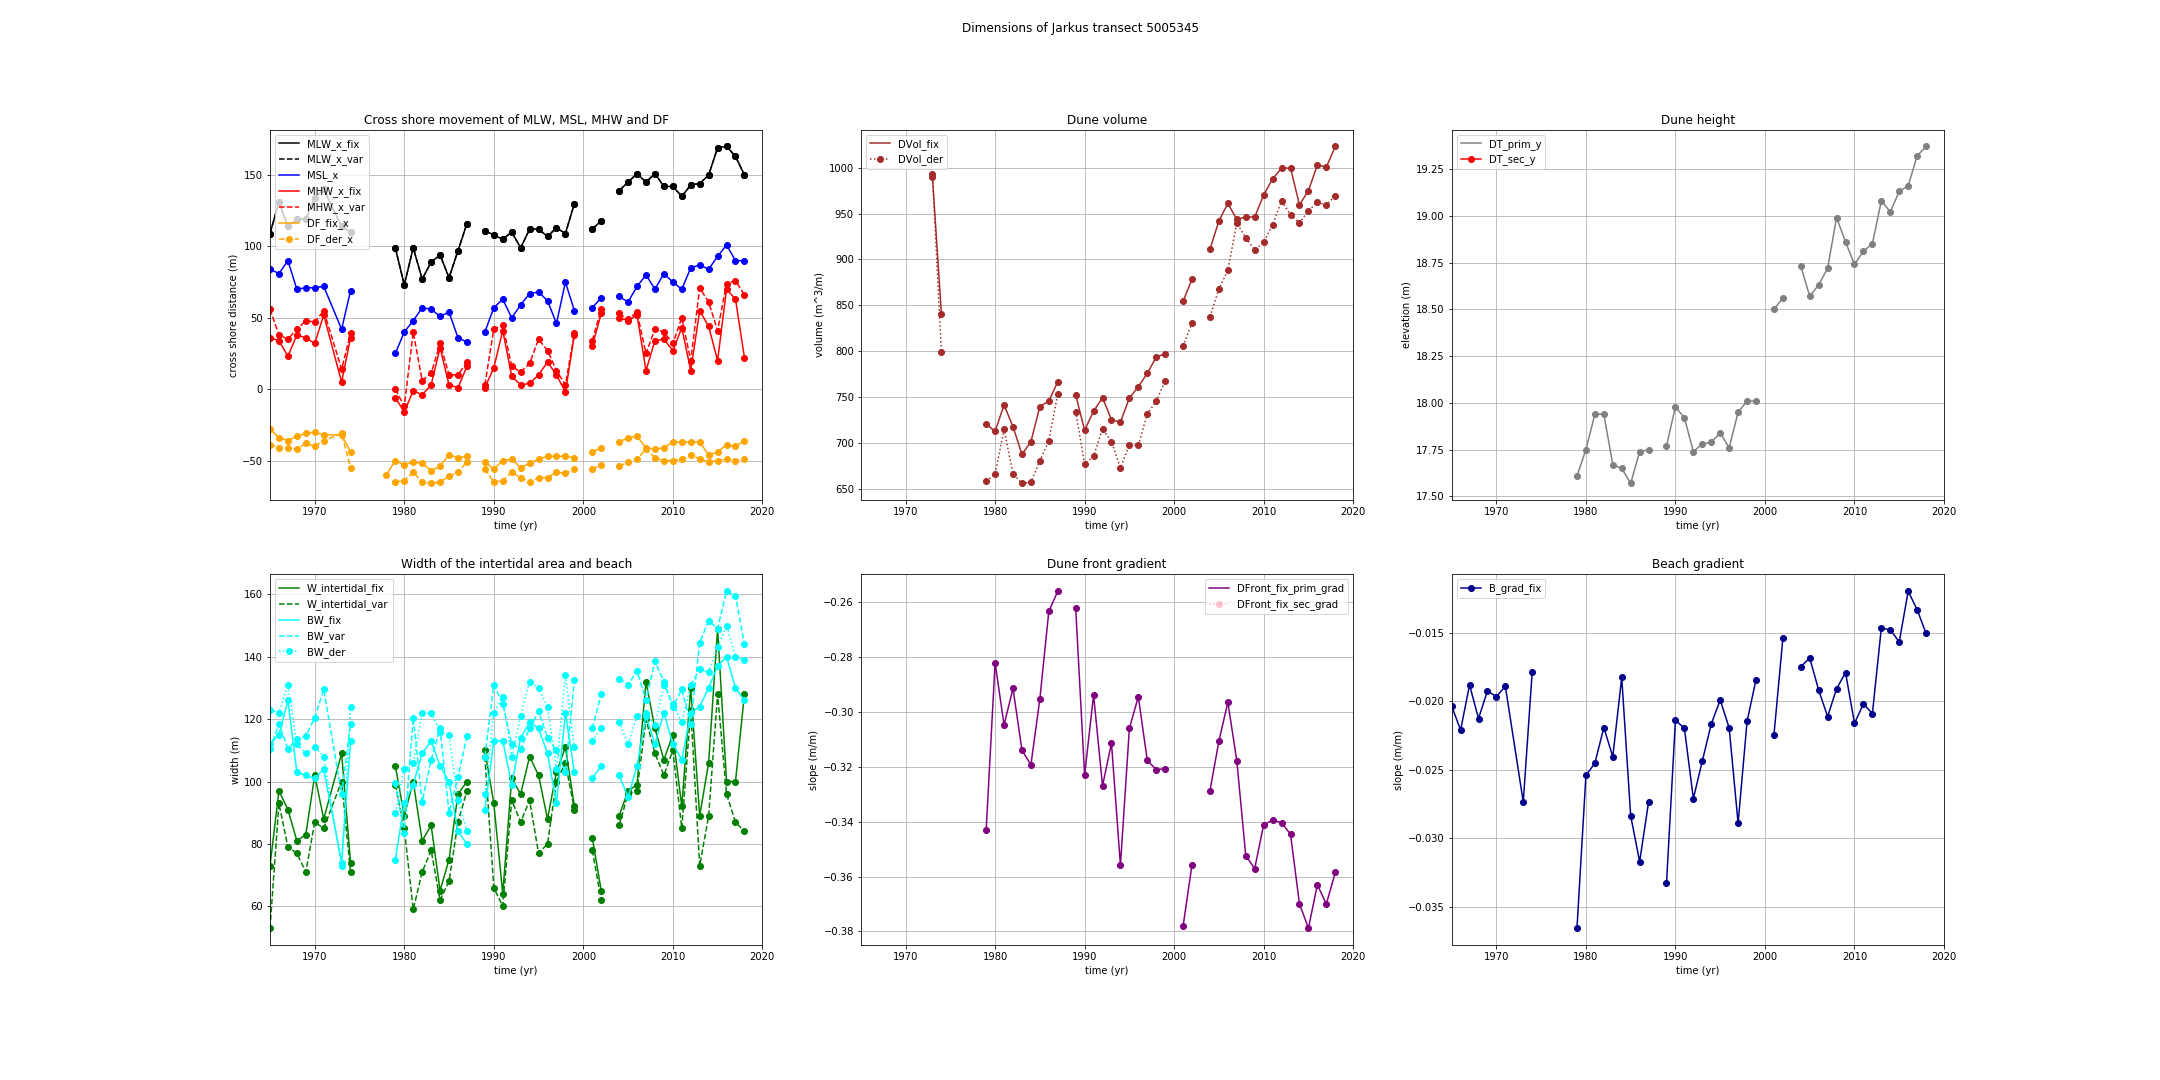 Dimensions of Jarkus transect 5005345
Cross shore movement of MLW, MSL, MHW and DF
MLW_x_fix
MLW_x_var
MSL_x
MHW_x_fix
MHW_x_var
DF_fix_x
DF_der_x
cross shore distance (m)
150
100
50
0
−50
1970 1980 1990 2000 2010 2020
time (yr)
Dune volume
DVol_fix
DVol_der
volume (m^3/m)
1000
950
900
850
800
750
700
650
1970 1980 1990 2000 2010 2020
time (yr)
Dune height
DT_prim_y
DT_sec_y
elevation (m)
19.25
19.00
18.75
18.50
18.25
18.00
17.75
17.50
1970 1980 1990 2000 2010 2020
time (yr)
Width of the intertidal area and beach
W_intertidal_fix
W_intertidal_var
BW_fix
BW_var
BW_der
width (m)
160
140
120
100
80
60
1970 1980 1990 2000 2010 2020
time (yr)
Dune front gradient
DFront_fix_prim_grad
DFront_fix_sec_grad
slope (m/m)
−0.26
−0.28
−0.30
−0.32
−0.34
−0.36
−0.38
1970 1980 1990 2000 2010 2020
time (yr)
Beach gradient
B_grad_fix
slope (m/m)
−0.015
−0.020
−0.025
−0.030
−0.035
1970 1980 1990 2000 2010 2020
time (yr)